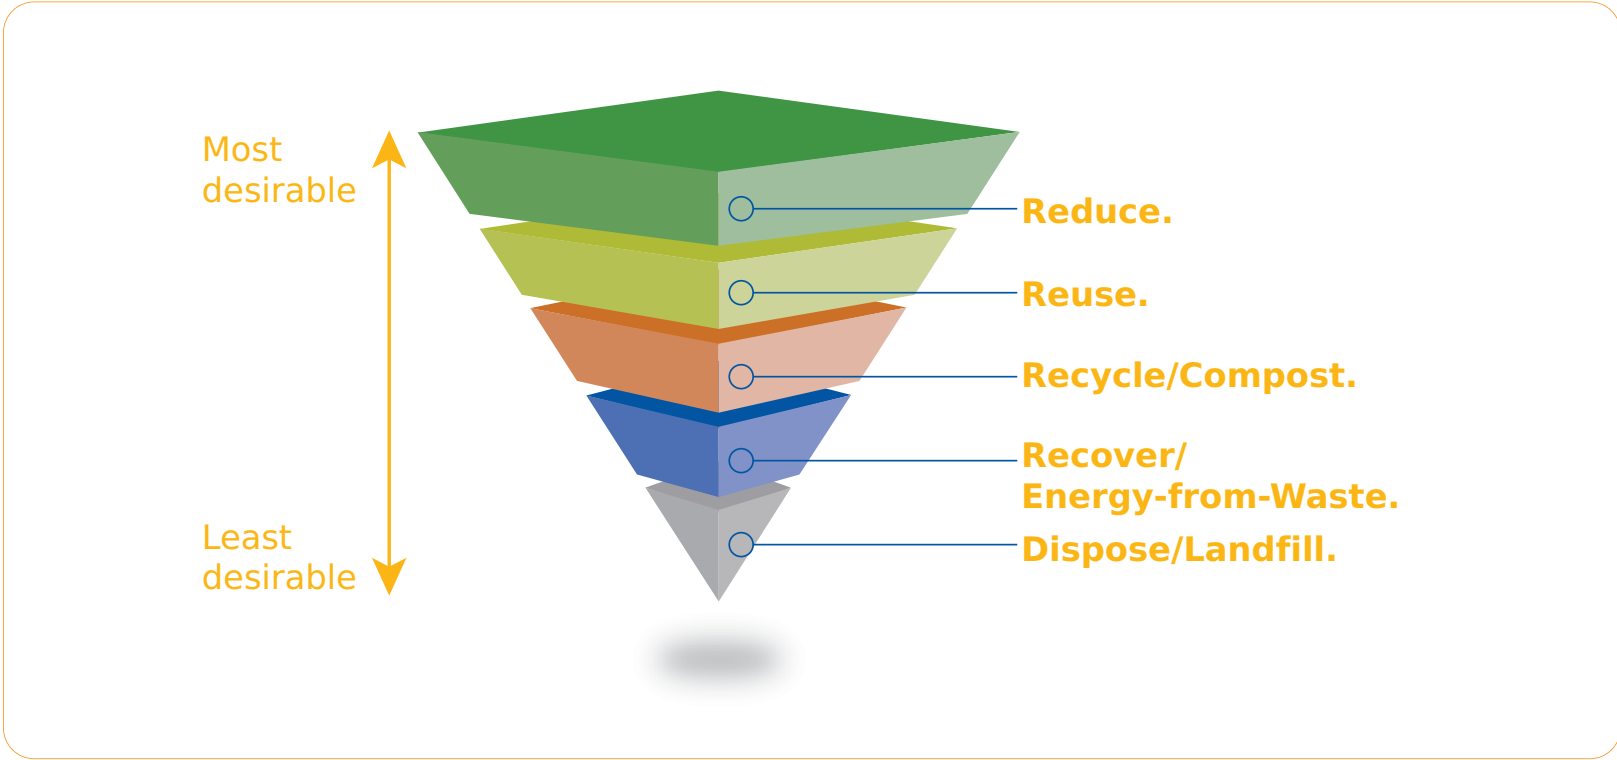 Most
desirable
Reduce.
Reuse.
Recycle/Compost.
Recover/
Energy-from-Waste.
Least
desirable
Dispose/Landfill.